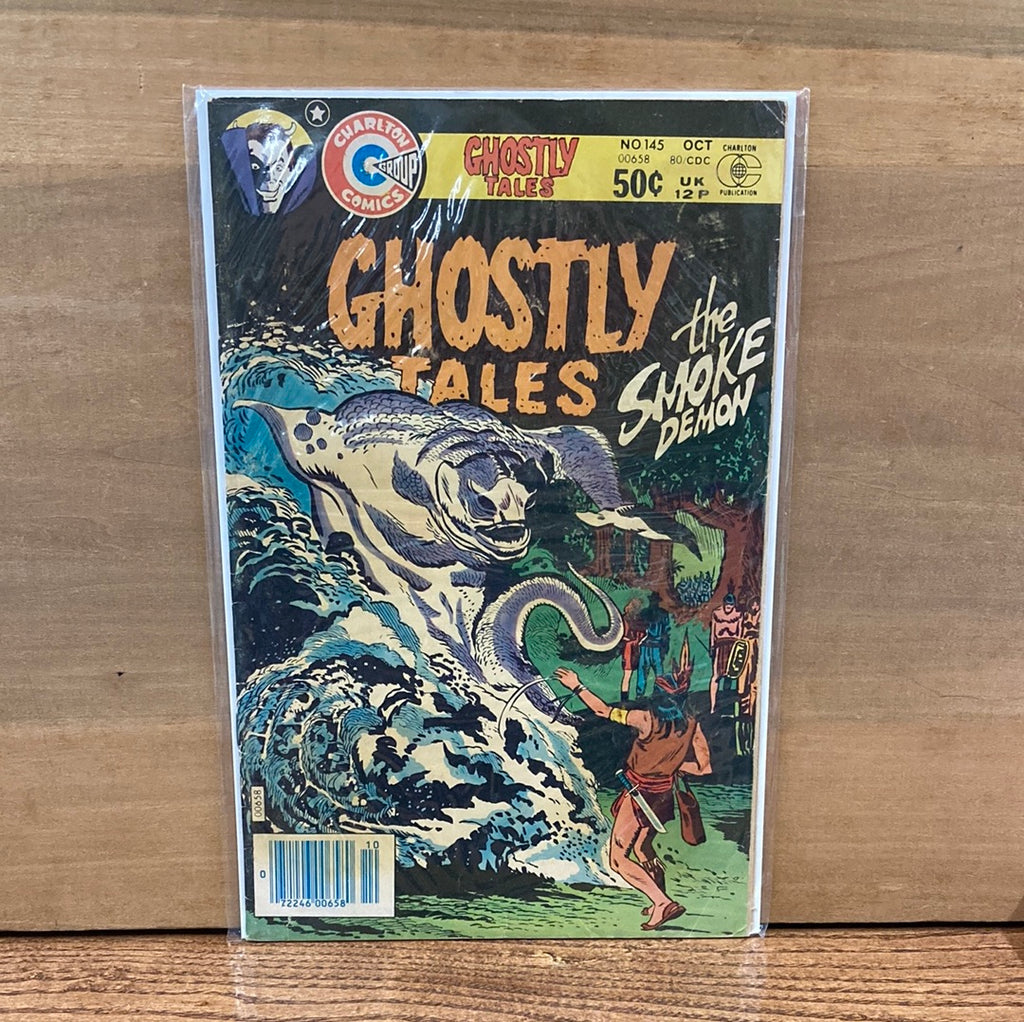 CHARLTON
COMICS
GROUP
GHOSTLY
TALES
NO 145 OCT
00658 80/CDC
50¢ UK
12P
CHARLTON
C C
PUBLICATION
GHOSTLY
TALES
the
SMOKE
DEMON
00658
10
0
72246 00658